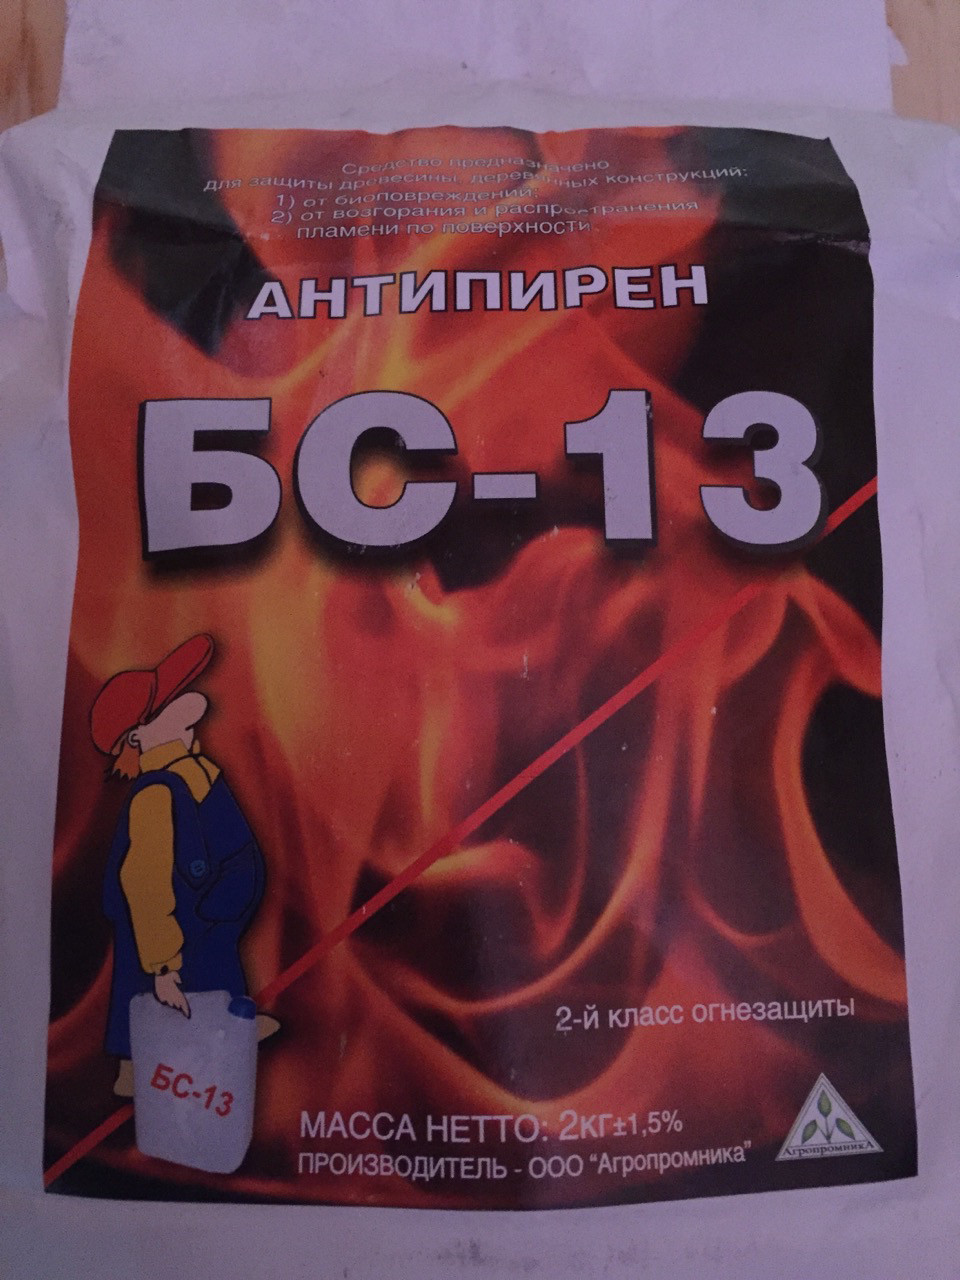 Средство предназначено
для защиты древесины, деревянных конструкций:
1) от биоповреждений;
2) от возгорания и распространения
пламени по поверхности.
АНТИПИРЕН
БС-13
2-й класс огнезащиты
БС-13
МАССА НЕТТО: 2КГ±1,5%
ПРОИЗВОДИТЕЛЬ - ООО "Агропромника"
АгропромникА